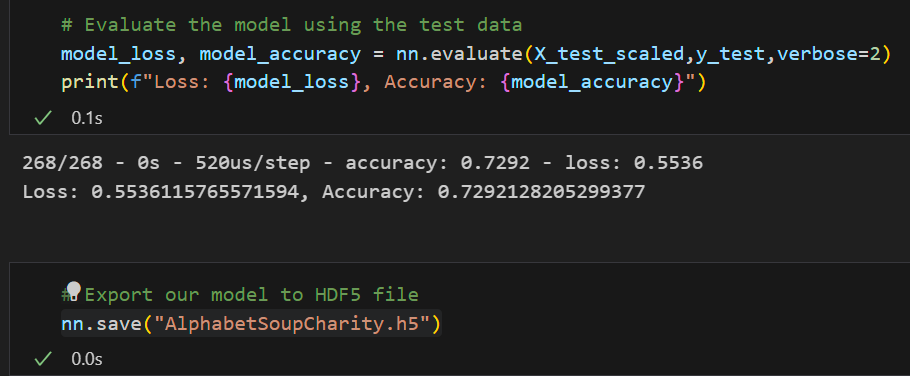 # Evaluate the model using the test data
model_loss, model_accuracy = nn.evaluate(X_test_scaled,y_test,verbose=2)
print(f"Loss: {model_loss}, Accuracy: {model_accuracy}")
0.1s
268/268 - 0s - 520us/step - accuracy: 0.7292 - loss: 0.5536
Loss: 0.5536115765571594, Accuracy: 0.7292128205299377
# Export our model to HDF5 file
nn.save("AlphabetSoupCharity.h5")
0.0s